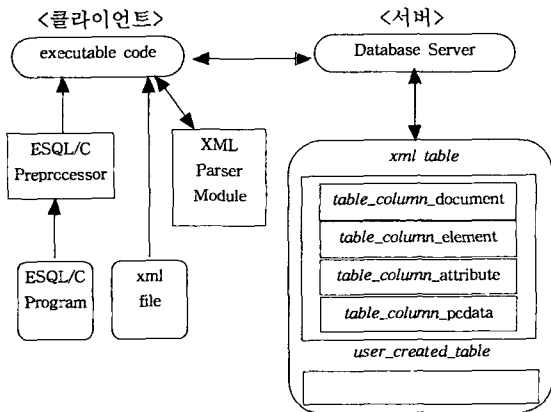 <클라이언트>
<서버>
executable code
Database Server
ESQL/C
Preprocessor
XML
Parser
Module
ESQL/C
Program
xml
file
xml table
table_column_document
table_column_element
table_column_attribute
table_column_pcdata
user_created_table